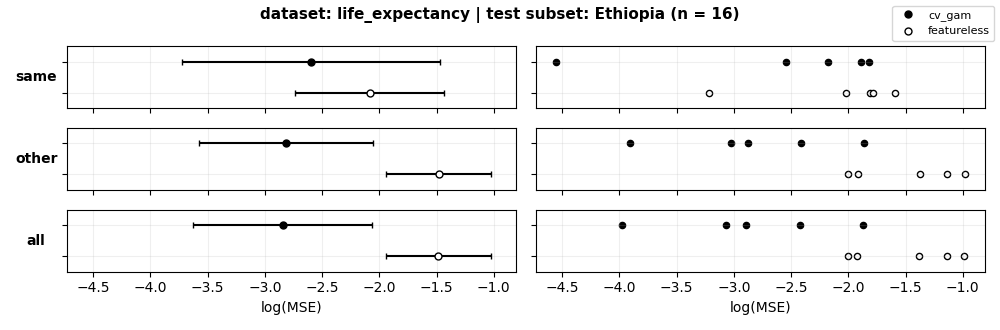 dataset: life_expectancy | test subset: Ethiopia (n = 16)
cv_gam
featureless
same
other
all
−4.5 −4.0 −3.5 −3.0 −2.5 −2.0 −1.5 −1.0
−4.5 −4.0 −3.5 −3.0 −2.5 −2.0 −1.5 −1.0
log(MSE)
log(MSE)